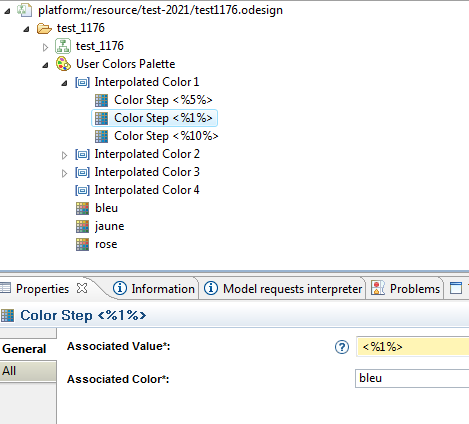 platform:/resource/test-2021/test1176.odesign
test_1176
test_1176
User Colors Palette
Interpolated Color 1
Color Step <%5%>
Color Step <%1%>
Color Step <%10%>
Interpolated Color 2
Interpolated Color 3
Interpolated Color 4
bleu
jaune
rose
Properties Information Model requests interpreter Problems
Color Step <%1%>
General
Associated Value*: <%1%>
All
Associated Color*: bleu